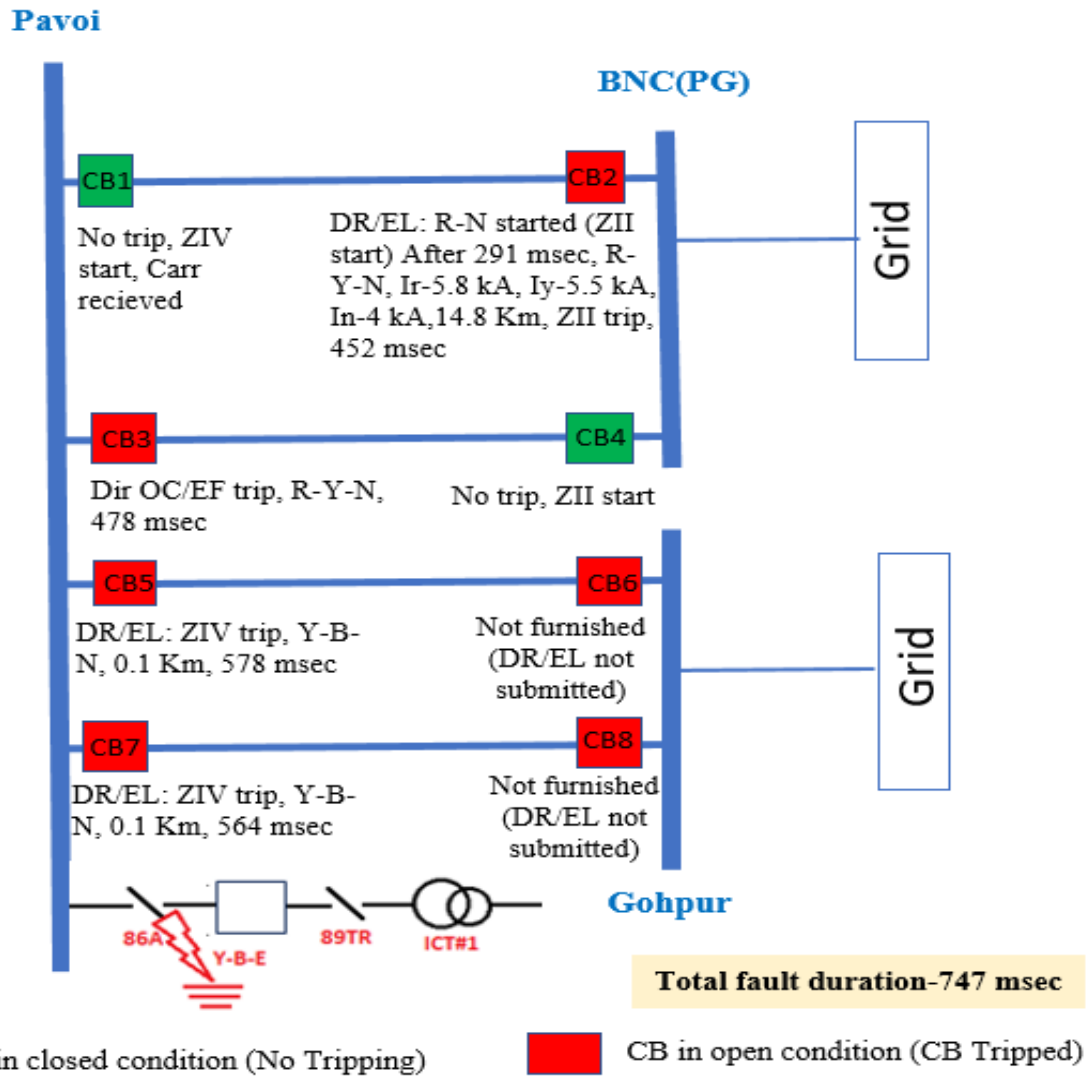 Pavoi
BNC(PG)
CB1
CB2
No trip, ZIV
start, Carr
recieved
DR/EL: R-N started (ZII
start) After 291 msec, R-
Y-N, Ir-5.8 kA, Iy-5.5 kA,
In-4 kA,14.8 Km, ZII trip,
452 msec
Grid
CB3
CB4
Dir OC/EF trip, R-Y-N,
478 msec
No trip, ZII start
CB5
CB6
DR/EL: ZIV trip, Y-B-
N, 0.1 Km, 578 msec
Not furnished
(DR/EL not
submitted)
Grid
CB7
CB8
DR/EL: ZIV trip, Y-B-
N, 0.1 Km, 564 msec
Not furnished
(DR/EL not
submitted)
86A
Y-B-E
89TR
ICT#1
Gohpur
Total fault duration-747 msec
in closed condition (No Tripping)
CB in open condition (CB Tripped)